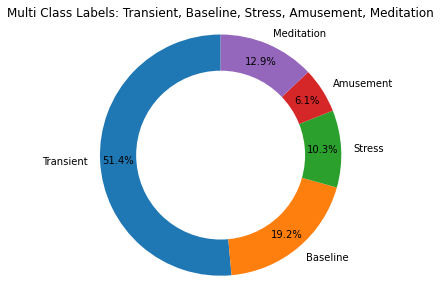 Multi Class Labels: Transient, Baseline, Stress, Amusement, Meditation
Meditation
12.9%
Amusement
6.1%
Stress
10.3%
Transient
51.4%
19.2%
Baseline